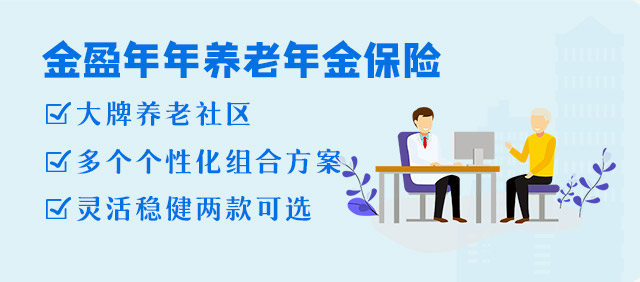 金盈年年养老年金保险
大牌养老社区
多个个性化组合方案
灵活稳健两款可选